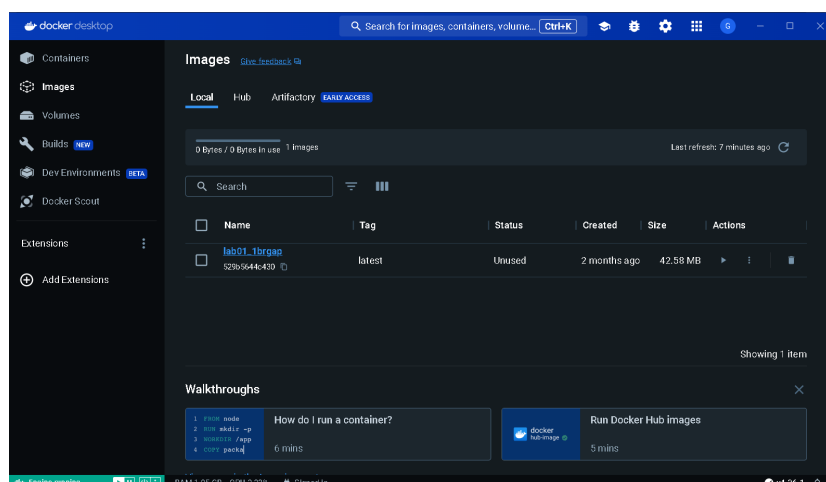 docker desktop
Search for images, containers, volume... Ctrl+K
G
Containers
Images
Volumes
Builds NEW
Dev Environments BETA
Docker Scout
Extensions
Add Extensions
Images Give feedback
Local Hub Artifactory EARLY ACCESS
0 Bytes / 0 Bytes in use 1 images
Last refresh: 7 minutes ago
Search
Name Tag Status Created Size Actions
lab01_1brgap latest Unused 2 months ago 42.58 MB
529b5644c430
Showing 1 item
Walkthroughs
1 FROM node
2 RUN mkdir -p
3 WORKDIR /app
4 COPY packa
How do I run a container?
6 mins
docker
hub-image
Run Docker Hub images
5 mins